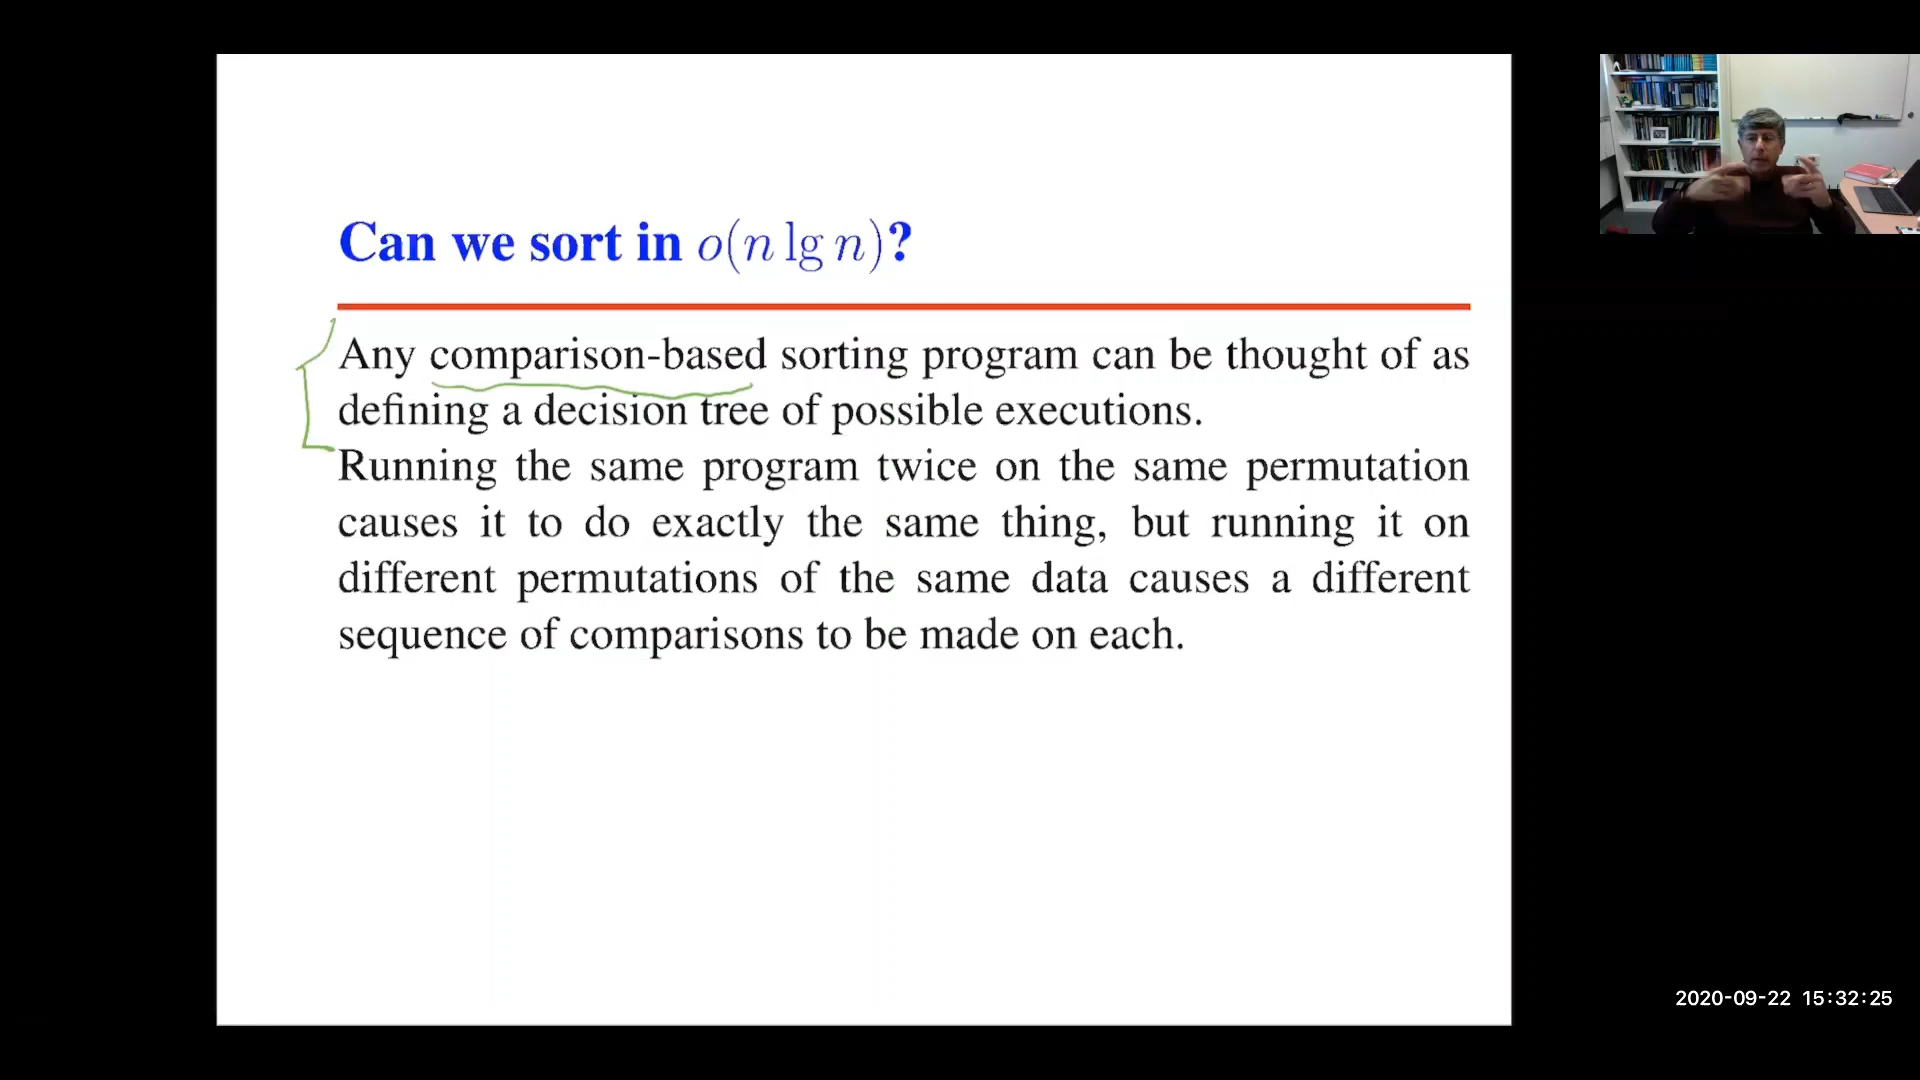 Can we sort in o(n lg n)?
Any comparison-based sorting program can be thought of as
defining a decision tree of possible executions.
Running the same program twice on the same permutation
causes it to do exactly the same thing, but running it on
different permutations of the same data causes a different
sequence of comparisons to be made on each.
2020-09-22 15:32:25